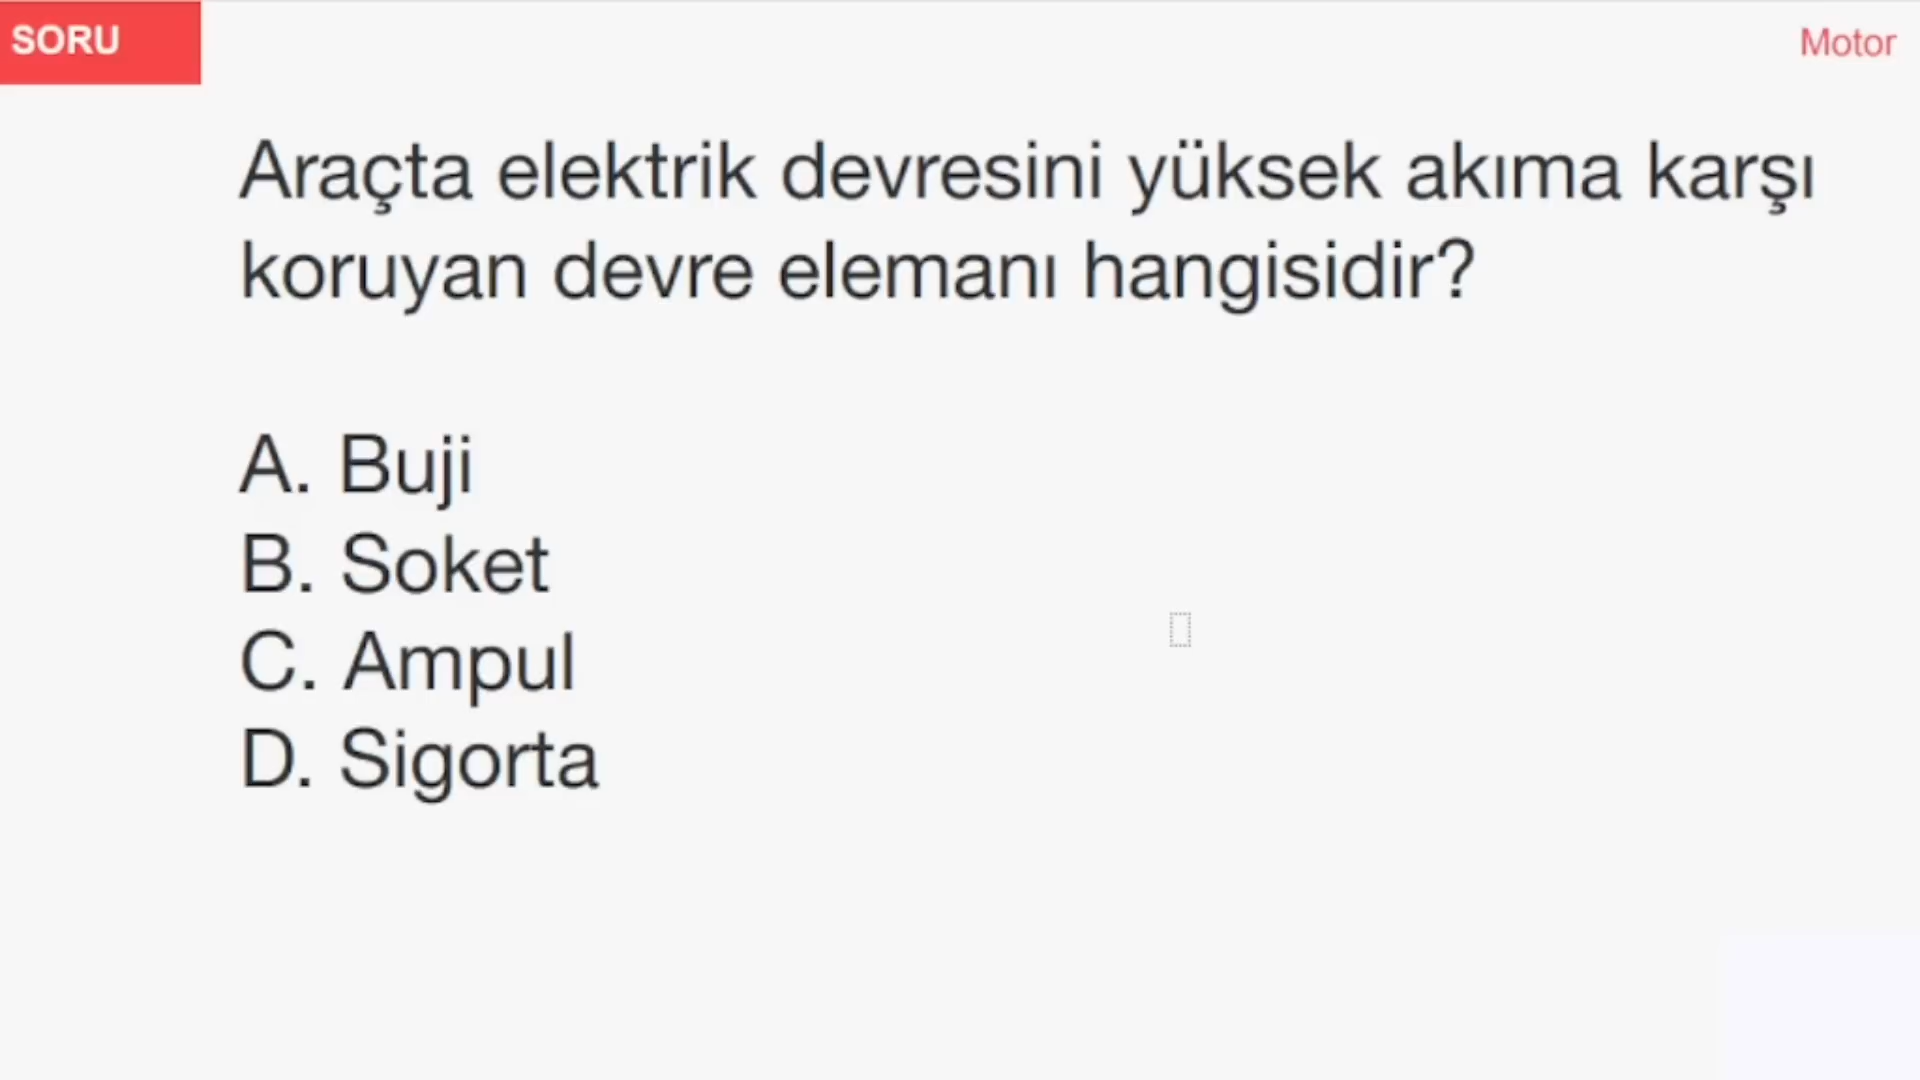 SORU
Motor
Araçta elektrik devresini yüksek akıma karşı
koruyan devre elemanı hangisidir?
A. Buji
B. Soket
C. Ampul
D. Sigorta